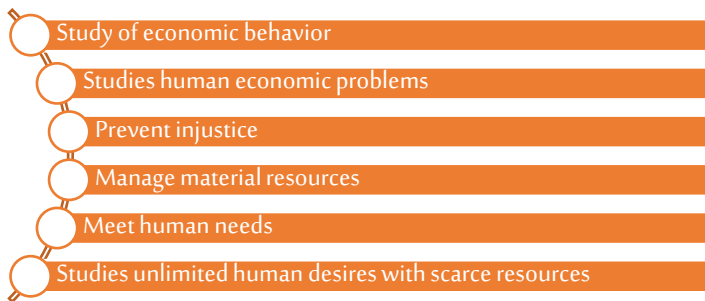 Study of economic behavior
Studies human economic problems
Prevent injustice
Manage material resources
Meet human needs
Studies unlimited human desires with scarce resources